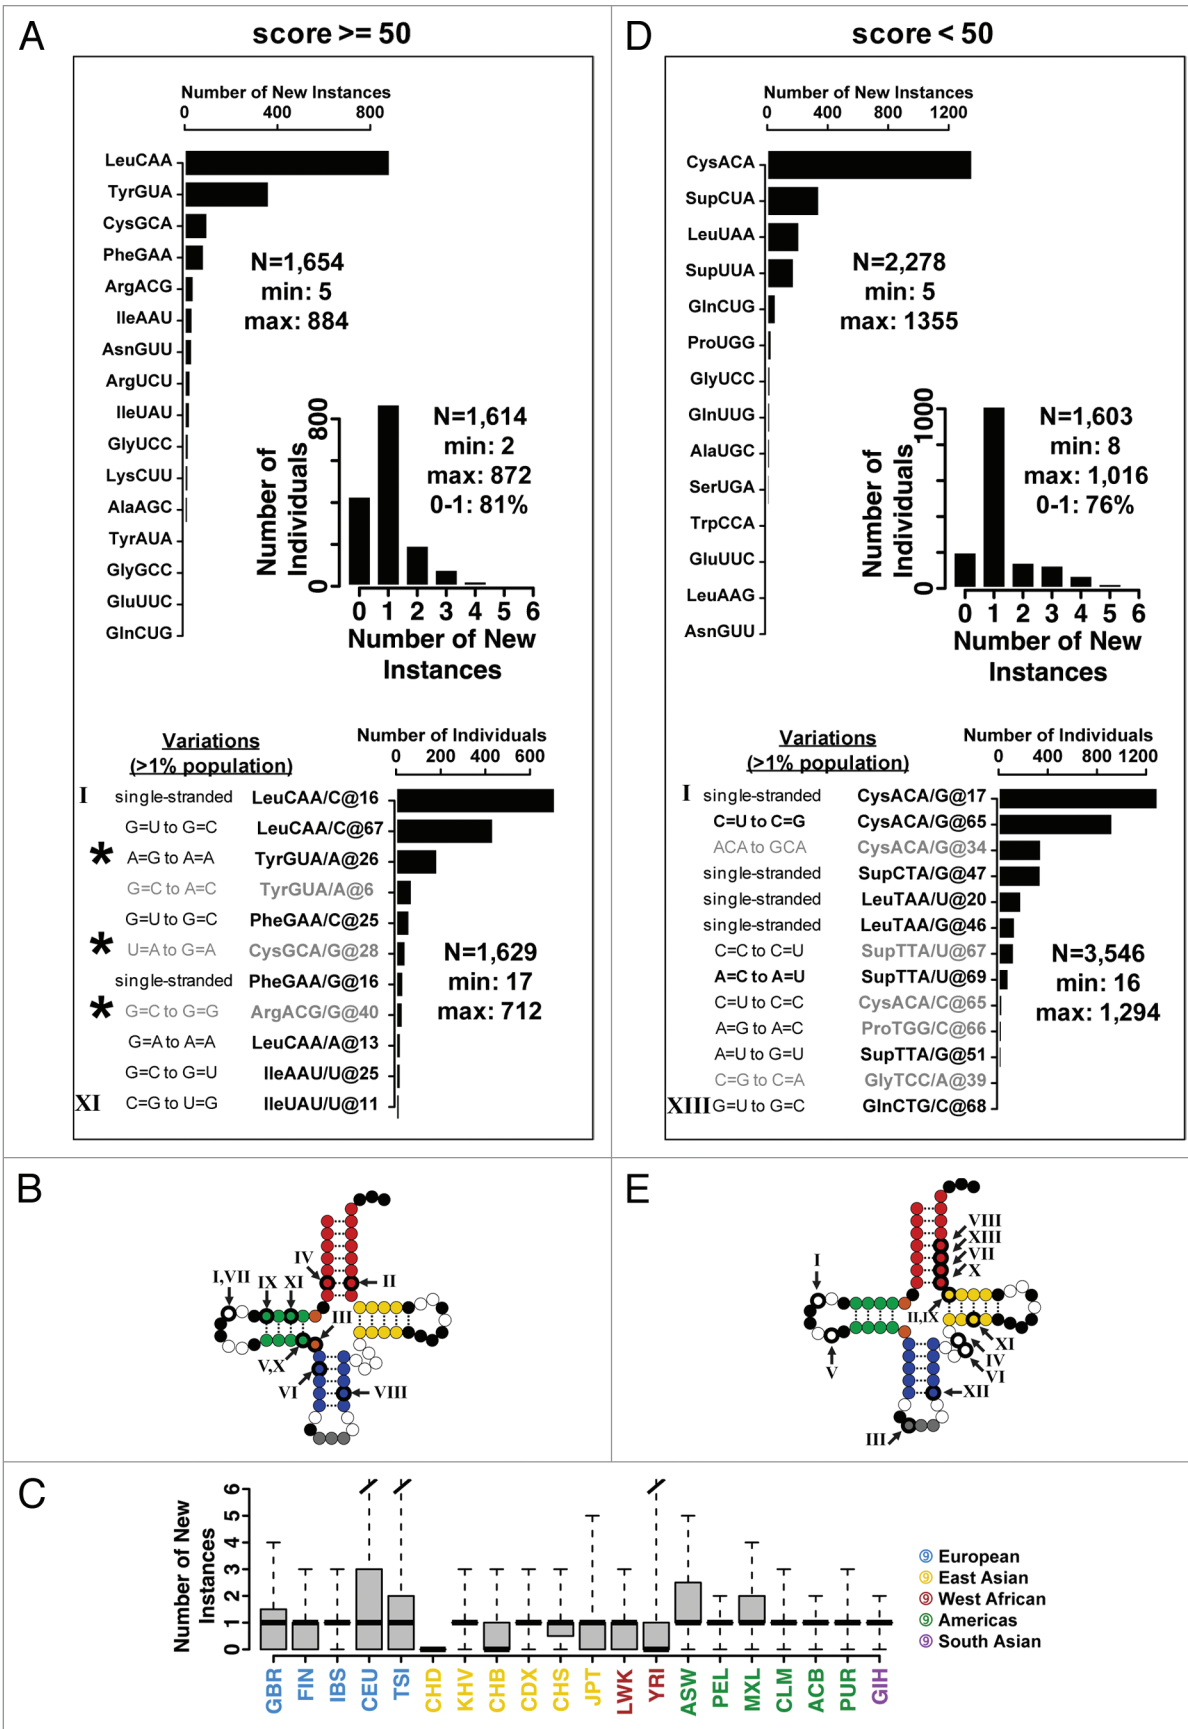 A
score >= 50
Number of New Instances
0 400 800
LeuCAA
TyrGUA
CysGCA
PheGAA
ArgACG
IleAAU
AsnGUU
ArgUCU
IleUAU
GlyUCC
LysCUU
AlaAGC
TyrAUA
GlyGCC
GluUUC
GlnCUG
N=1,654
min: 5
max: 884
Number of
Individuals
0 800
N=1,614
min: 2
max: 872
0-1: 81%
0 1 2 3 4 5 6
Number of New
Instances
Variations
(>1% population)
Number of Individuals
0 200 400 600
I single-stranded LeuCAA/C@16
G=U to G=C LeuCAA/C@67
* A=G to A=A TyrGUA/A@26
G=C to A=C TyrGUA/A@6
G=U to G=C PheGAA/C@25
* U=A to G=A CysGCA/G@28
single-stranded PheGAA/G@16
* G=C to G=G ArgACG/G@40
G=A to A=A LeuCAA/A@13
G=C to G=U IleAAU/U@25
XI C=G to U=G IleUAU/U@11
N=1,629
min: 17
max: 712
D
score < 50
Number of New Instances
0 400 800 1200
CysACA
SupCUA
LeuUAA
SupUUA
GlnCUG
ProUGG
GlyUCC
GlnUUG
AlaUGC
SerUGA
TrpCCA
GluUUC
LeuAAG
AsnGUU
N=2,278
min: 5
max: 1355
Number of
Individuals
0 1000
N=1,603
min: 8
max: 1,016
0-1: 76%
0 1 2 3 4 5 6
Number of New
Instances
Variations
(>1% population)
Number of Individuals
0 400 800 1200
I single-stranded CysACA/G@17
C=U to C=G CysACA/G@65
ACA to GCA CysACA/G@34
single-stranded SupCTA/G@47
single-stranded LeuTAA/U@20
single-stranded LeuTAA/G@46
C=C to C=U SupTTA/U@67
A=C to A=U SupTTA/U@69
C=U to C=C CysACA/C@65
A=G to A=C ProTGG/C@66
A=U to G=U SupTTA/G@51
C=G to C=A GlyTCC/A@39
XIII G=U to G=C GlnCTG/C@68
N=3,546
min: 16
max: 1,294
B
IV
II
I,VII
IX
XI
III
V,X
VI
VIII
E
VIII
XIII
VII
X
I
II,IX
XI
IV
VI
V
XII
III
C
Number of New
Instances
6
5
4
3
2
1
0
GBR FIN IBS CEU TSI CHD KHV CHB CDX CHS JPT LWK YRI ASW PEL MXL CLM ACB PUR GIH
9 European
9 East Asian
9 West African
9 Americas
9 South Asian